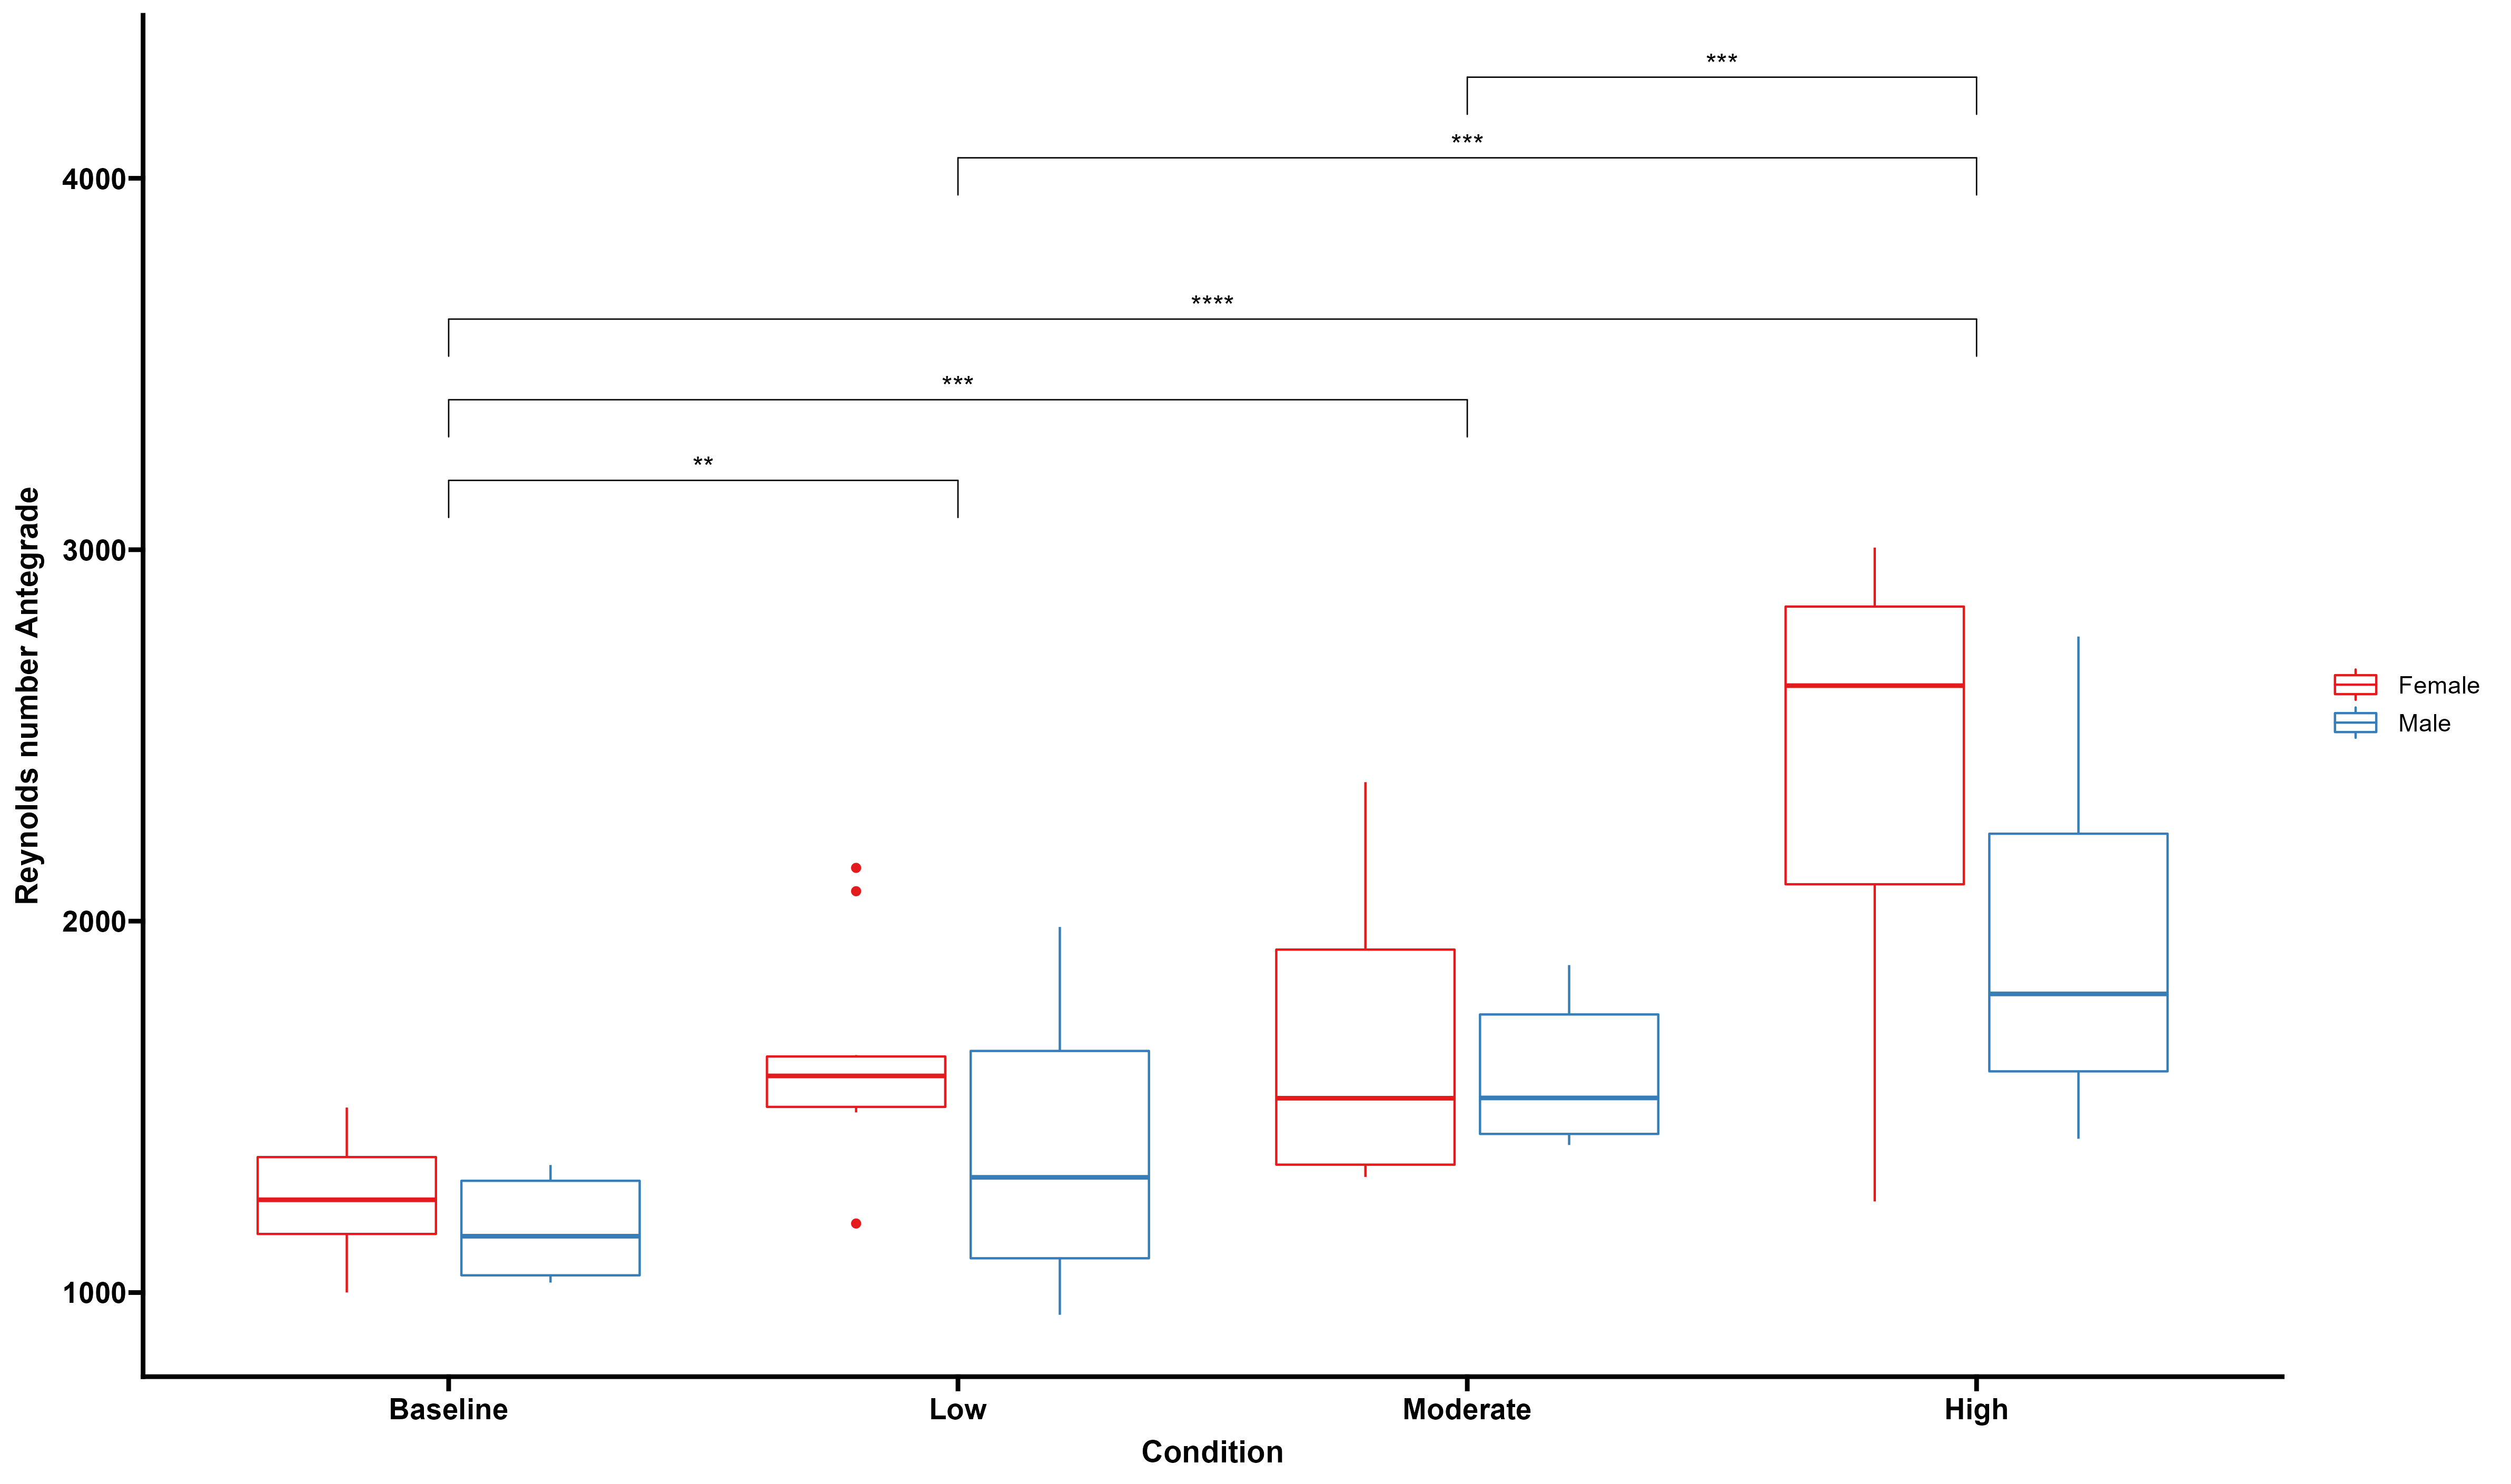 ***
***
4000
****
***
**
3000
Reynolds number Antegrade
Female
Male
2000
1000
Baseline Low Moderate High
Condition